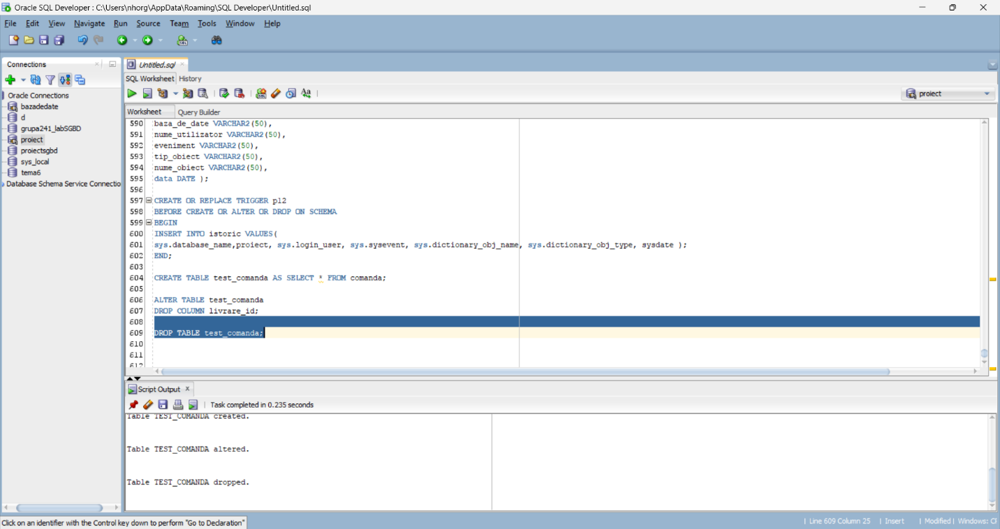 Oracle SQL Developer : C:\Users\nhorg\AppData\Roaming\SQL Developer\Untitled.sql
File Edit View Navigate Run Source Team Tools Window Help
Connections
Oracle Connections
bazadedate
d
grupa241_labSGBD
proiect
proiectsgbd
sys_local
tema6
Database Schema Service Connectio
Untitled.sql
SQL Worksheet History
proiect
Worksheet Query Builder
590 baza_de_date VARCHAR2(50),
591 nume_utilizator VARCHAR2(50),
592 eveniment VARCHAR2(50),
593 tip_obiect VARCHAR2(50),
594 nume_obiect VARCHAR2(50),
595 data DATE );
596
597 CREATE OR REPLACE TRIGGER p12
598 BEFORE CREATE OR ALTER OR DROP ON SCHEMA
599 BEGIN
600 INSERT INTO istoric VALUES(
601 sys.database_name,proiect, sys.login_user, sys.sysevent, sys.dictionary_obj_name, sys.dictionary_obj_type, sysdate );
602 END;
603
604 CREATE TABLE test_comanda AS SELECT * FROM comanda;
605
606 ALTER TABLE test_comanda
607 DROP COLUMN livrare_id;
608
609 DROP TABLE test_comanda;
610
611
612
Script Output
Task completed in 0.235 seconds
Table TEST_COMANDA created.
Table TEST_COMANDA altered.
Table TEST_COMANDA dropped.
Click on an identifier with the Control key down to perform "Go to Declaration"
Line 609 Column 25 | Insert | Modified | Windows: CF